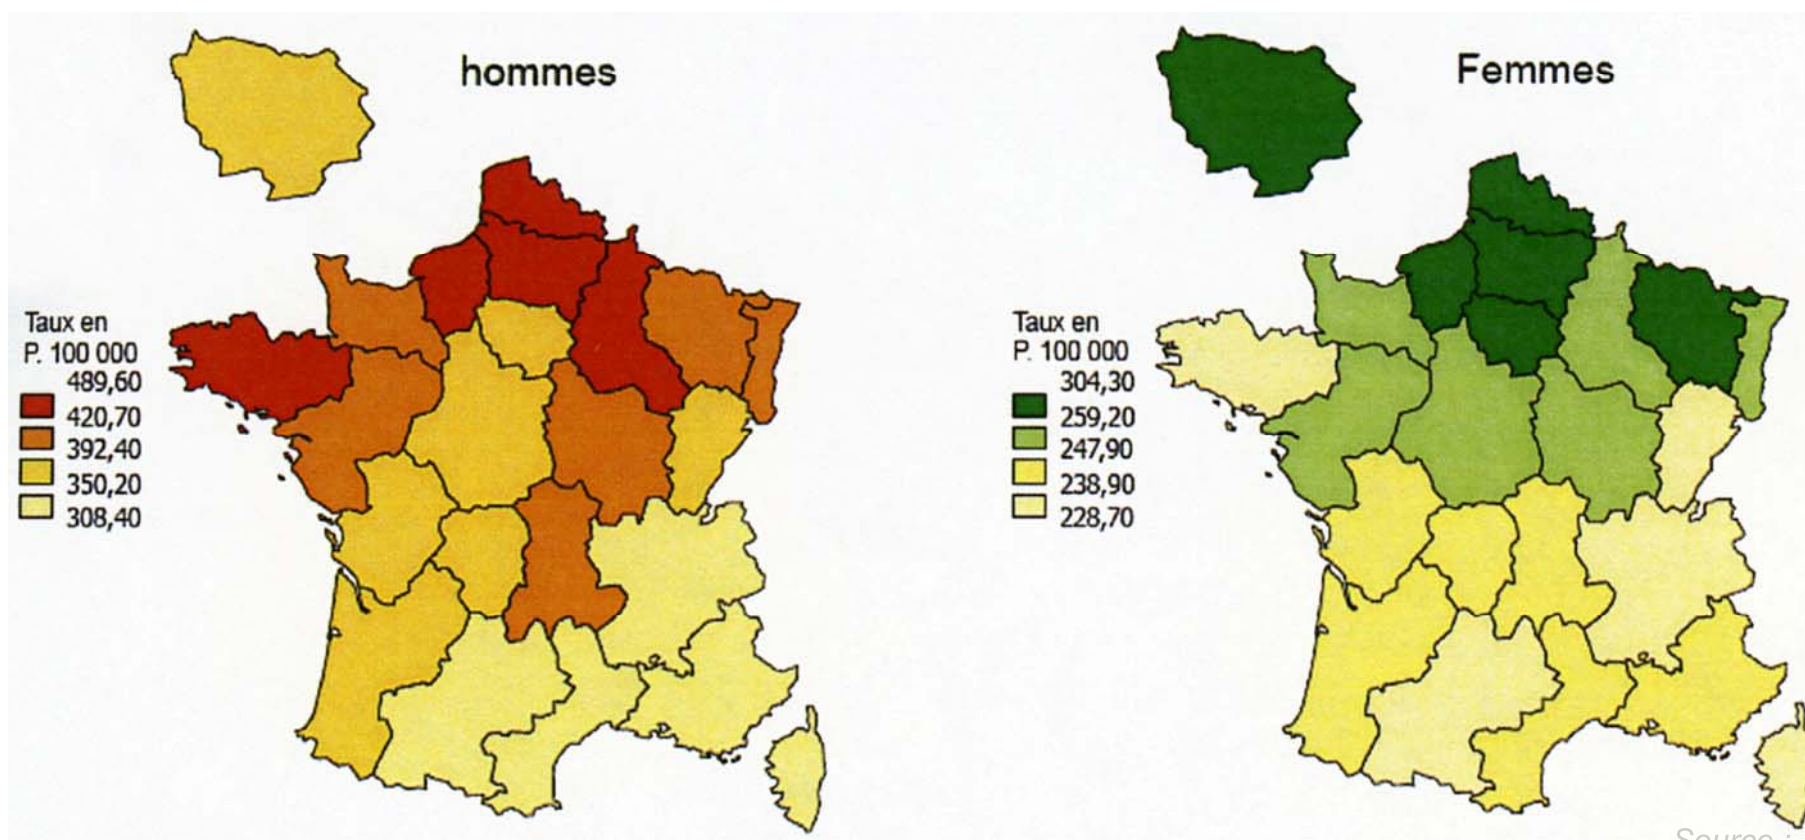 hommes
Taux en
P. 100 000
489,60
420,70
392,40
350,20
308,40
Femmes
Taux en
P. 100 000
304,30
259,20
247,90
238,90
228,70
Source :